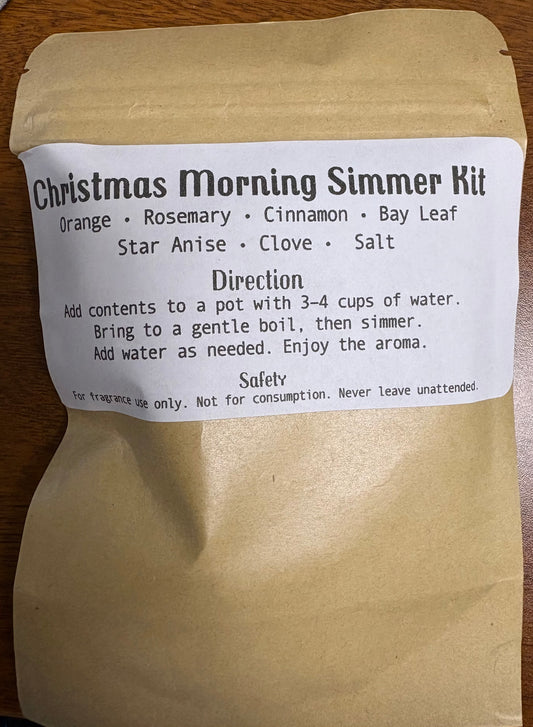 Christmas Morning Simmer Kit
Orange • Rosemary • Cinnamon • Bay Leaf
Star Anise • Clove • Salt
Direction
Add contents to a pot with 3–4 cups of water.
Bring to a gentle boil, then simmer.
Add water as needed. Enjoy the aroma.
Safety
For fragrance use only. Not for consumption. Never leave unattended.